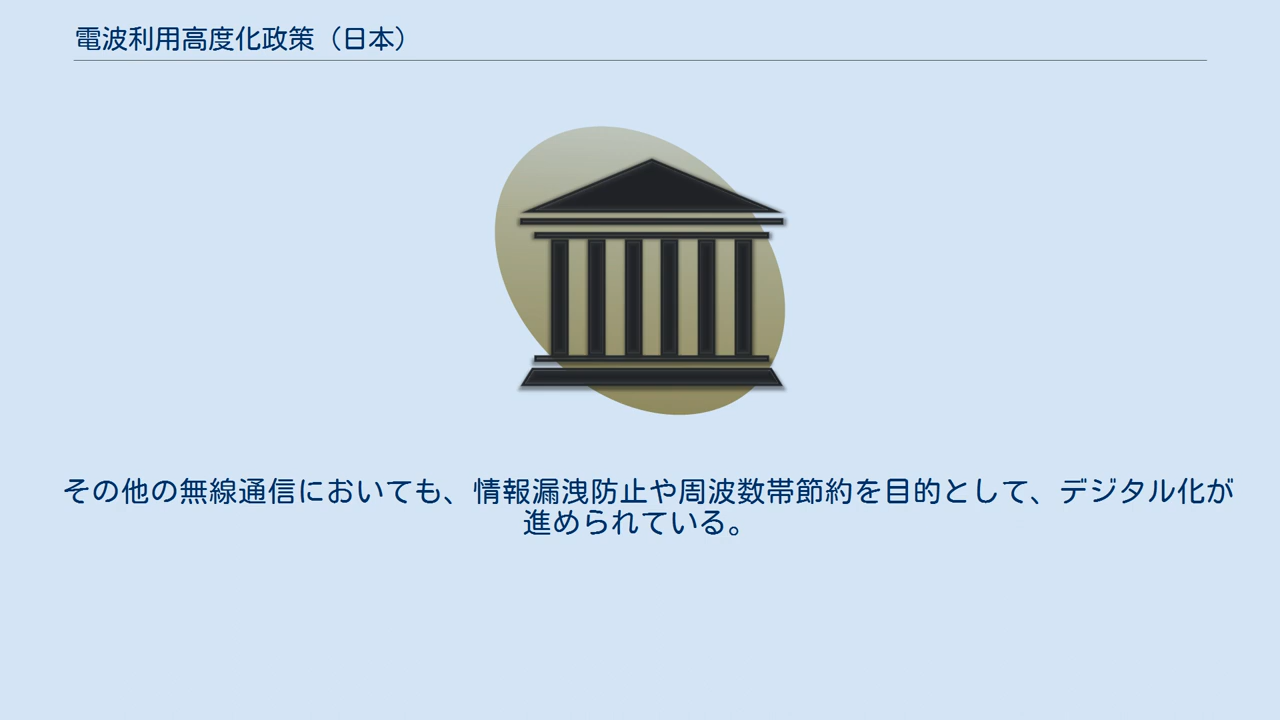 電波利用高度化政策（日本）
その他の無線通信においても、情報漏洩防止や周波数帯節約を目的として、デジタル化が
進められている。